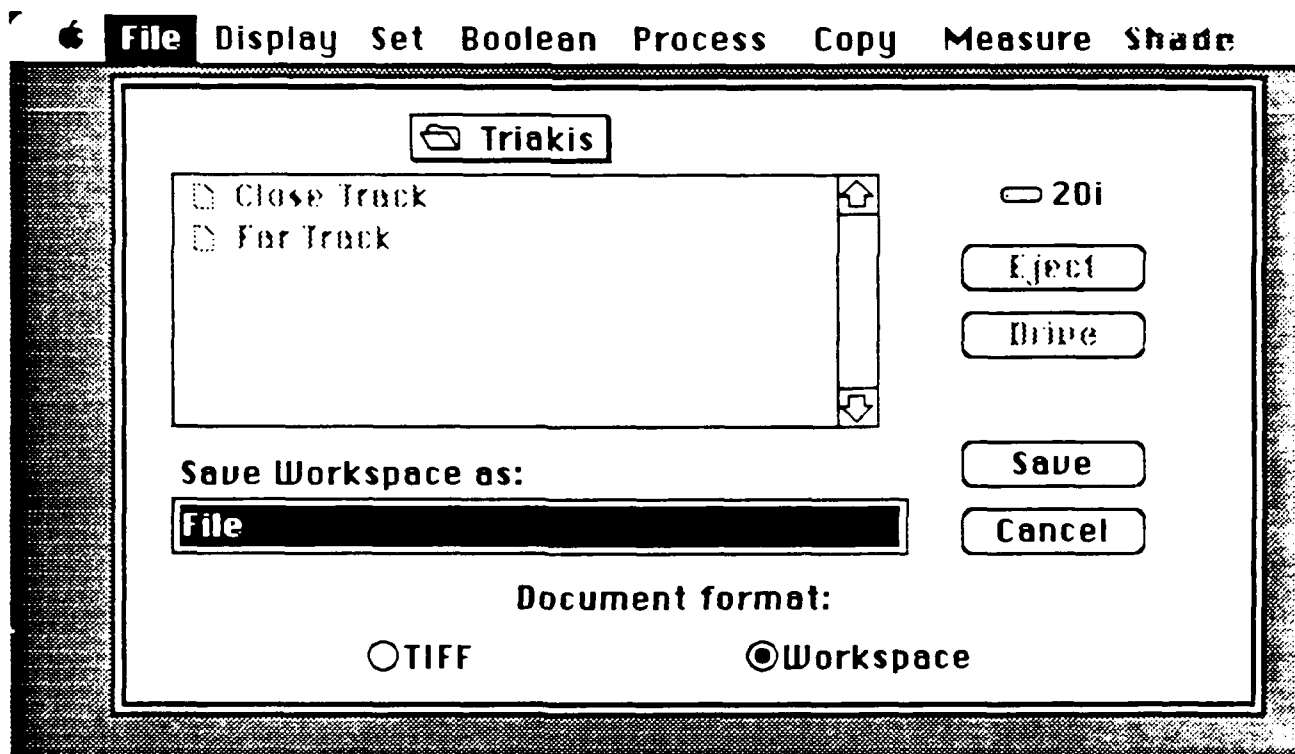 File Display Set Boolean Process Copy Measure Shade
Triakis
Close Track
Far Track
20i
Eject
Drive
Save Workspace as:
File
Save
Cancel
Document format:
TIFF
Workspace